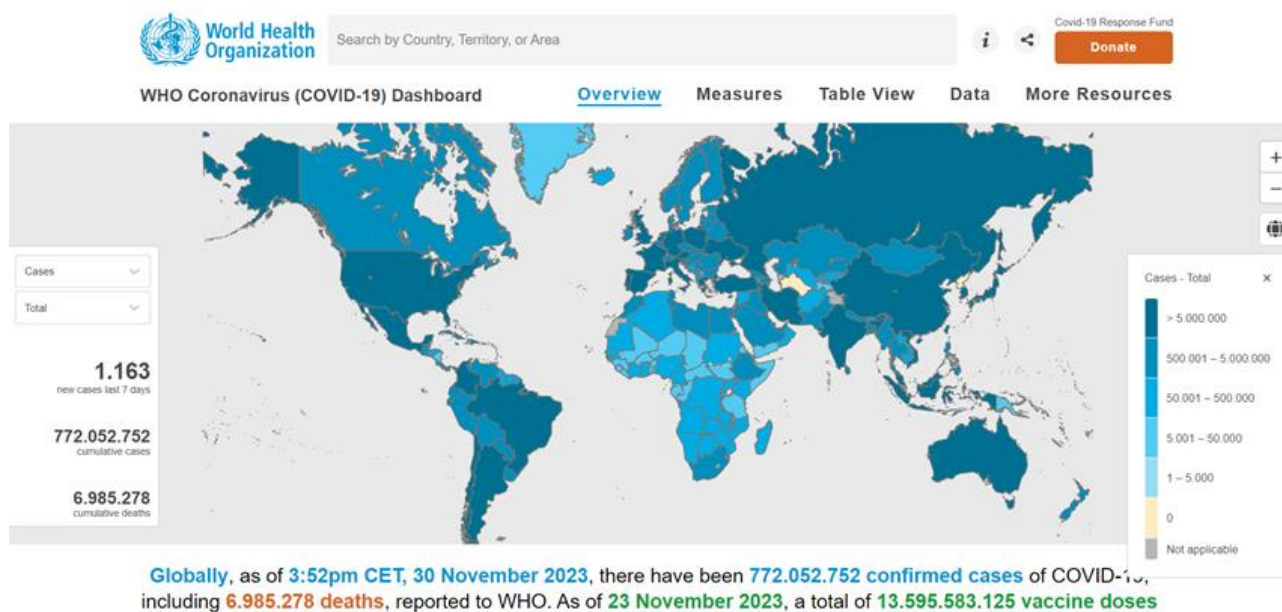 World Health
Organization
Search by Country, Territory, or Area
i
Covid-19 Response Fund
Donate
WHO Coronavirus (COVID-19) Dashboard
Overview
Measures
Table View
Data
More Resources
+
−
Cases
Total
1.163
new cases last 7 days
772.052.752
cumulative cases
6.985.278
cumulative deaths
Cases - Total
×
> 5.000.000
500.001 – 5.000.000
50.001 – 500.000
5.001 – 50.000
1 – 5.000
0
Not applicable
Globally, as of 3:52pm CET, 30 November 2023, there have been 772.052.752 confirmed cases of COVID-19,
including 6.985.278 deaths, reported to WHO. As of 23 November 2023, a total of 13.595.583.125 vaccine doses